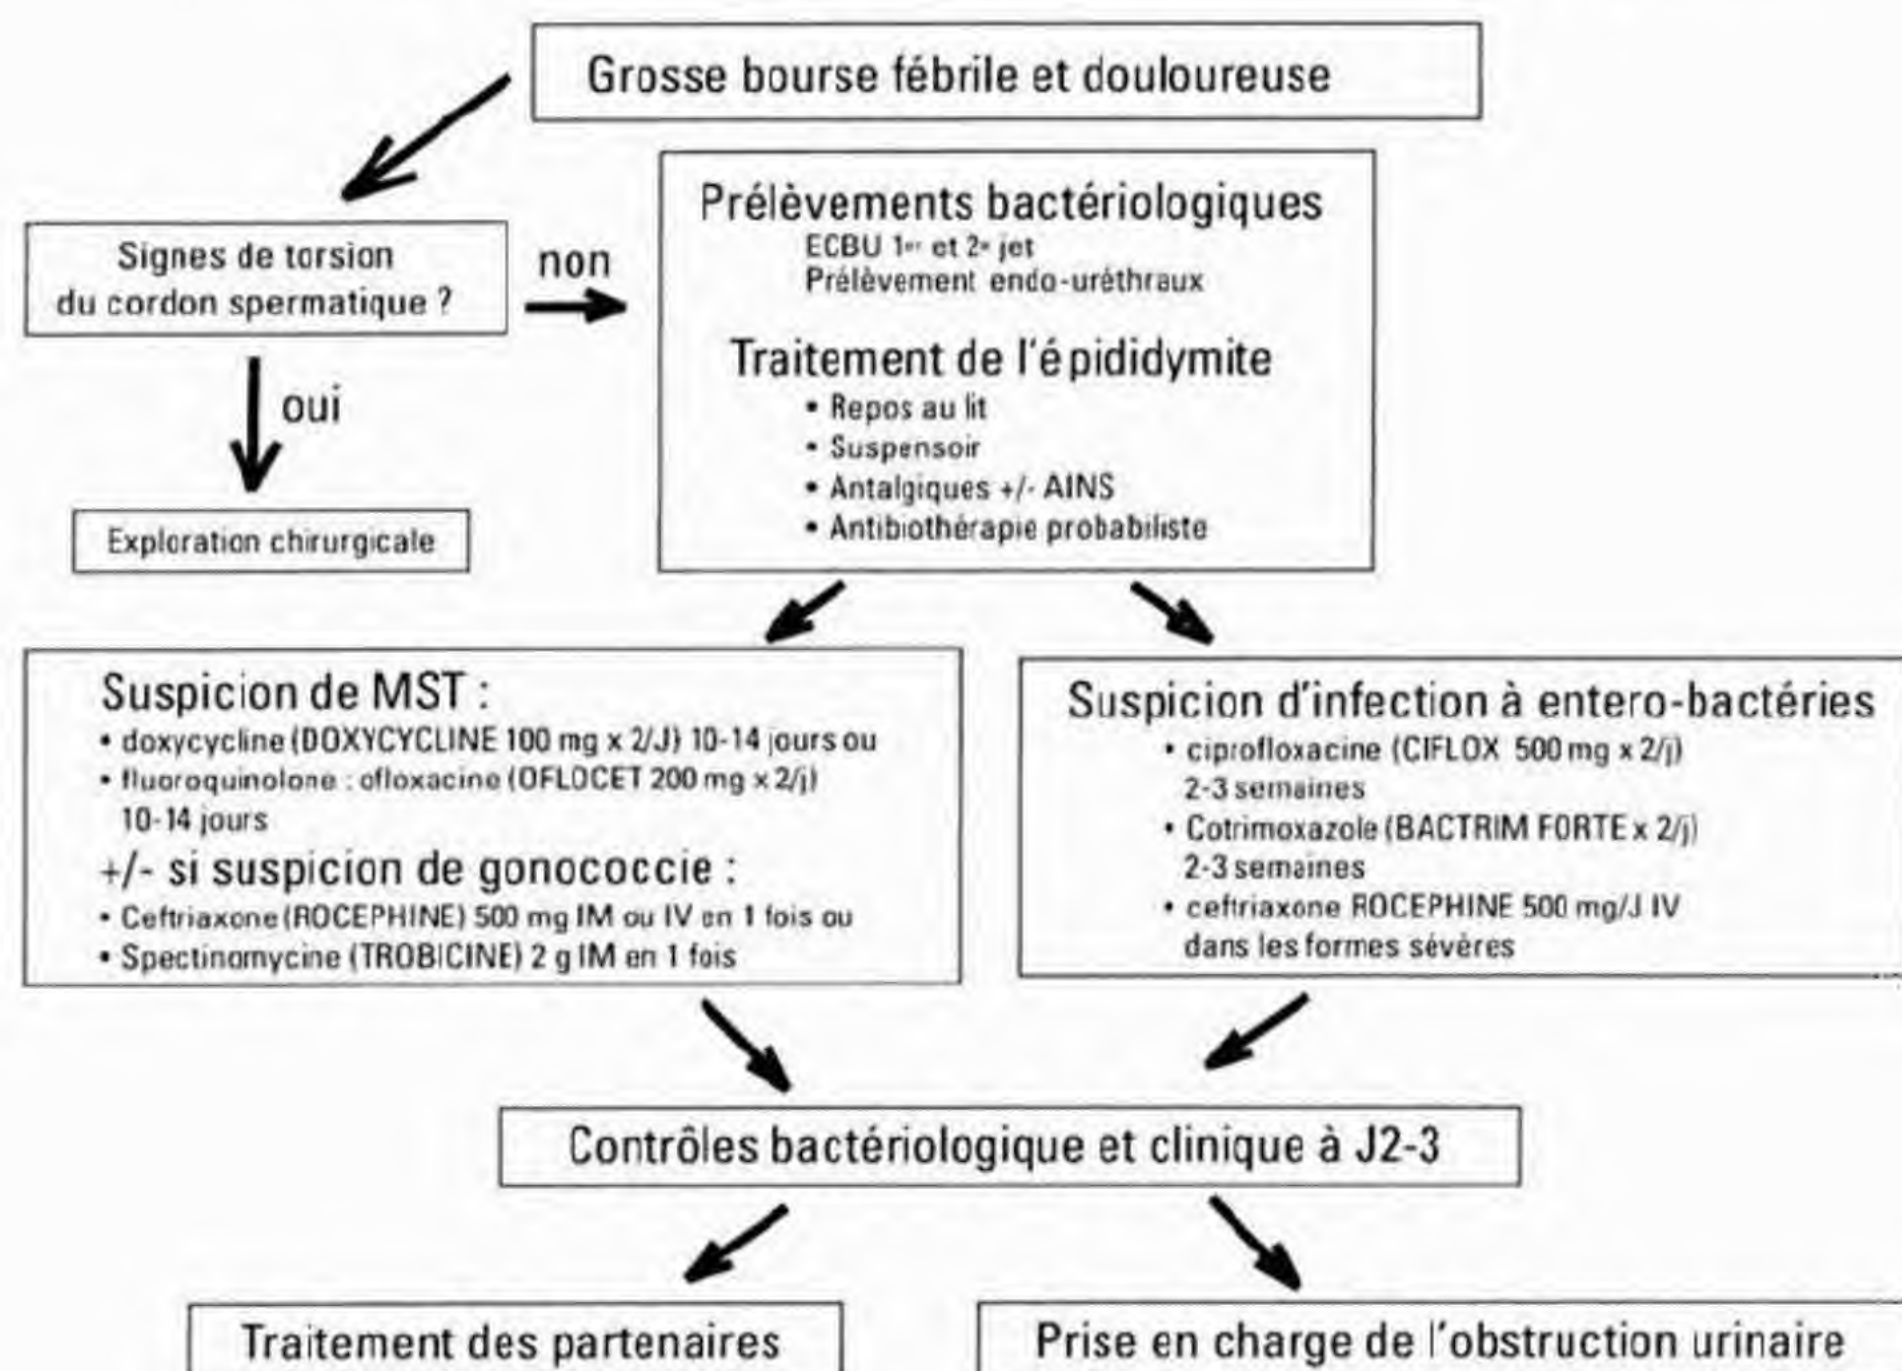 Grosse bourse fébrile et douloureuse
Signes de torsion
du cordon spermatique ?
non
oui
Exploration chirurgicale
Prélèvements bactériologiques
ECBU 1er et 2e jet
Prélèvement endo-uréthraux
Traitement de l'épididymite
• Repos au lit
• Suspensoir
• Antalgiques +/- AINS
• Antibiothérapie probabiliste
Suspicion de MST :
• doxycycline (DOXYCYCLINE 100 mg x 2/J) 10-14 jours ou
• fluoroquinolone : ofloxacine (OFLOCET 200 mg x 2/j)
10-14 jours
+/- si suspicion de gonococcie :
• Ceftriaxone (ROCEPHINE) 500 mg IM ou IV en 1 fois ou
• Spectinomycine (TROBICINE) 2 g IM en 1 fois
Suspicion d'infection à entero-bactéries
• ciprofloxacine (CIFLOX 500 mg x 2/j)
2-3 semaines
• Cotrimoxazole (BACTRIM FORTE x 2/j)
2-3 semaines
• ceftriaxone ROCEPHINE 500 mg/J IV
dans les formes sévères
Contrôles bactériologique et clinique à J2-3
Traitement des partenaires
Prise en charge de l'obstruction urinaire